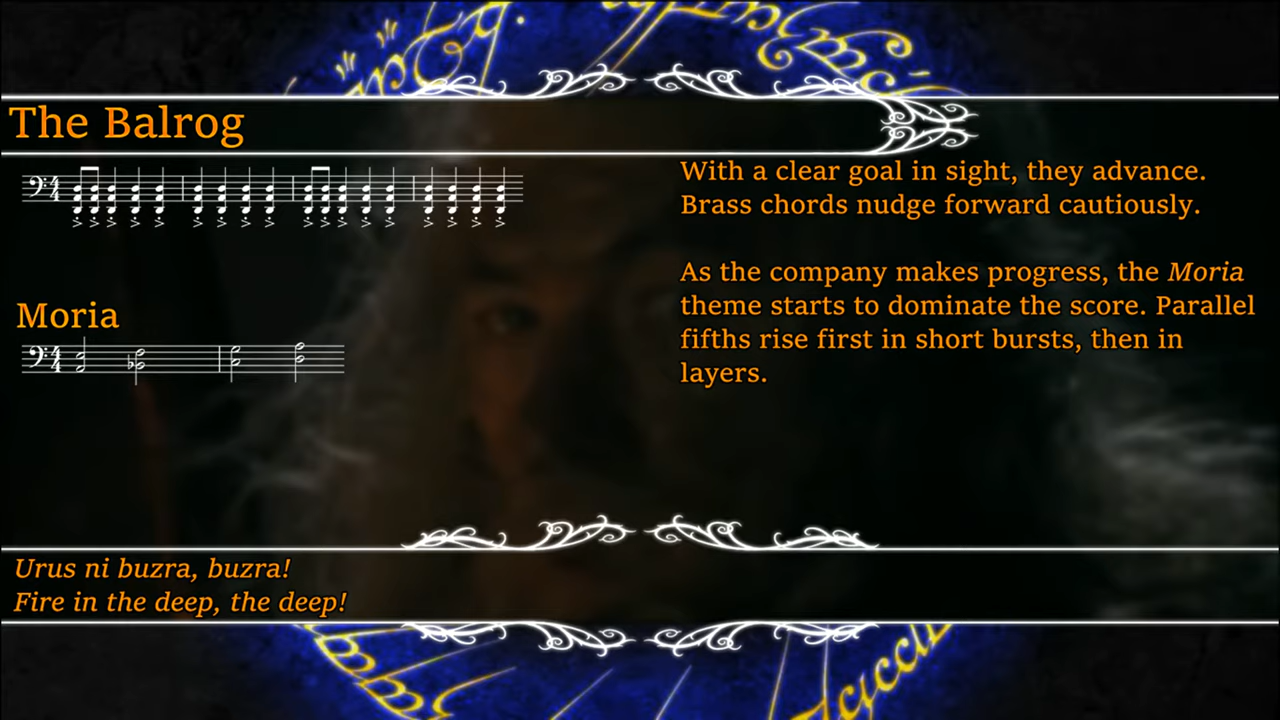 The Balrog
With a clear goal in sight, they advance.
Brass chords nudge forward cautiously.
As the company makes progress, the Moria
theme starts to dominate the score. Parallel
fifths rise first in short bursts, then in
layers.
Moria
Urus ni buzra, buzra!
Fire in the deep, the deep!